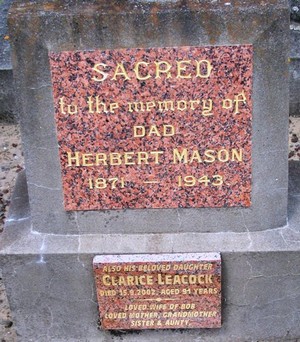 SACRED
to the memory of
DAD
HERBERT MASON
1871 — 1943
ALSO HIS BELOVED DAUGHTER
CLARICE LEACOCK
DIED 15.9.2002, AGED 91 YEARS
LOVED WIFE OF BOB
LOVED MOTHER, GRANDMOTHER
SISTER & AUNTY.